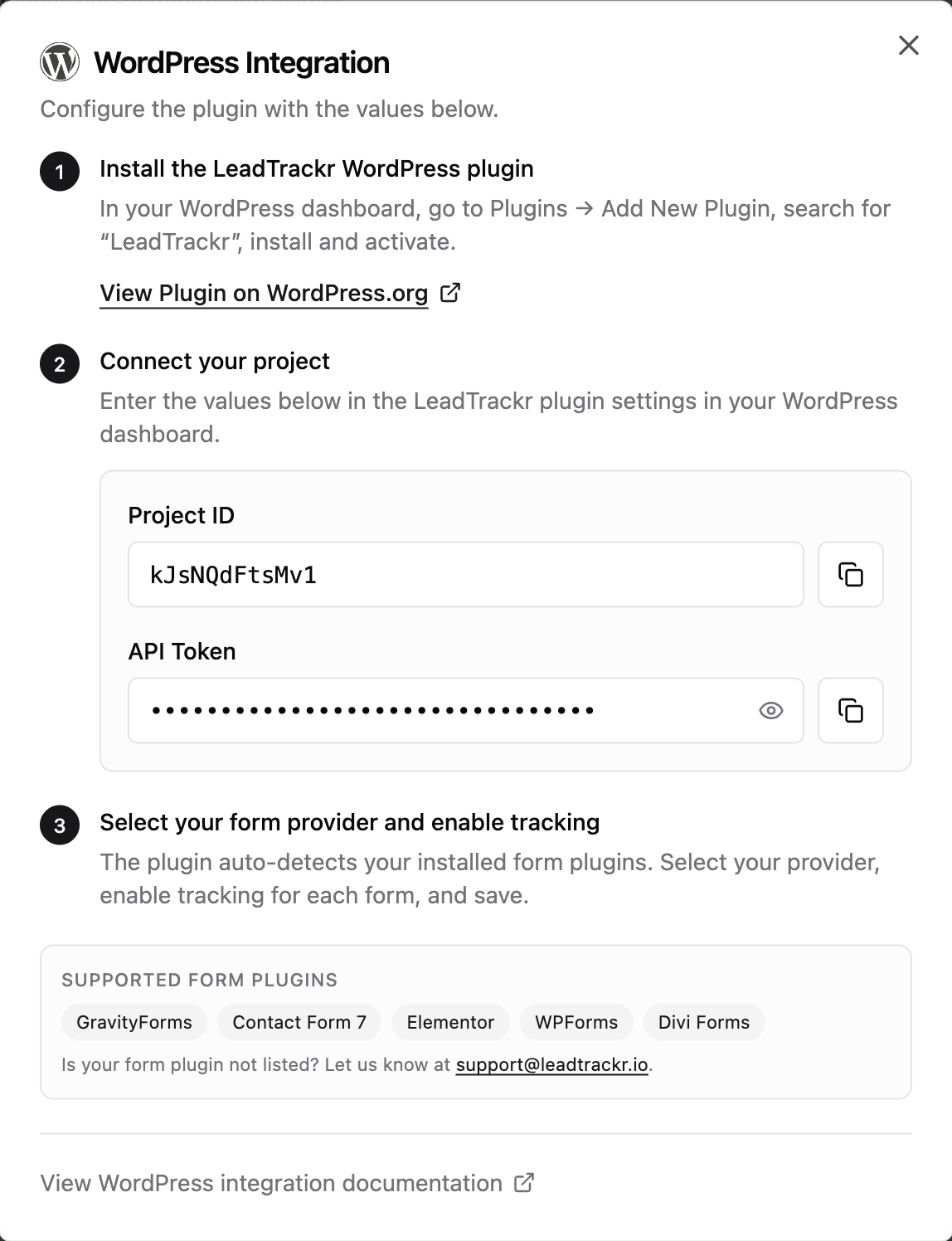 WordPress Integration
Configure the plugin with the values below.
1
Install the LeadTrackr WordPress plugin
In your WordPress dashboard, go to Plugins → Add New Plugin, search for
“LeadTrackr”, install and activate.
View Plugin on WordPress.org
2
Connect your project
Enter the values below in the LeadTrackr plugin settings in your WordPress
dashboard.
Project ID
kJsNQdFtsMv1
API Token
••••••••••••••••••••••••••••••••
3
Select your form provider and enable tracking
The plugin auto-detects your installed form plugins. Select your provider,
enable tracking for each form, and save.
SUPPORTED FORM PLUGINS
GravityForms Contact Form 7 Elementor WPForms Divi Forms
Is your form plugin not listed? Let us know at support@leadtrackr.io.
View WordPress integration documentation